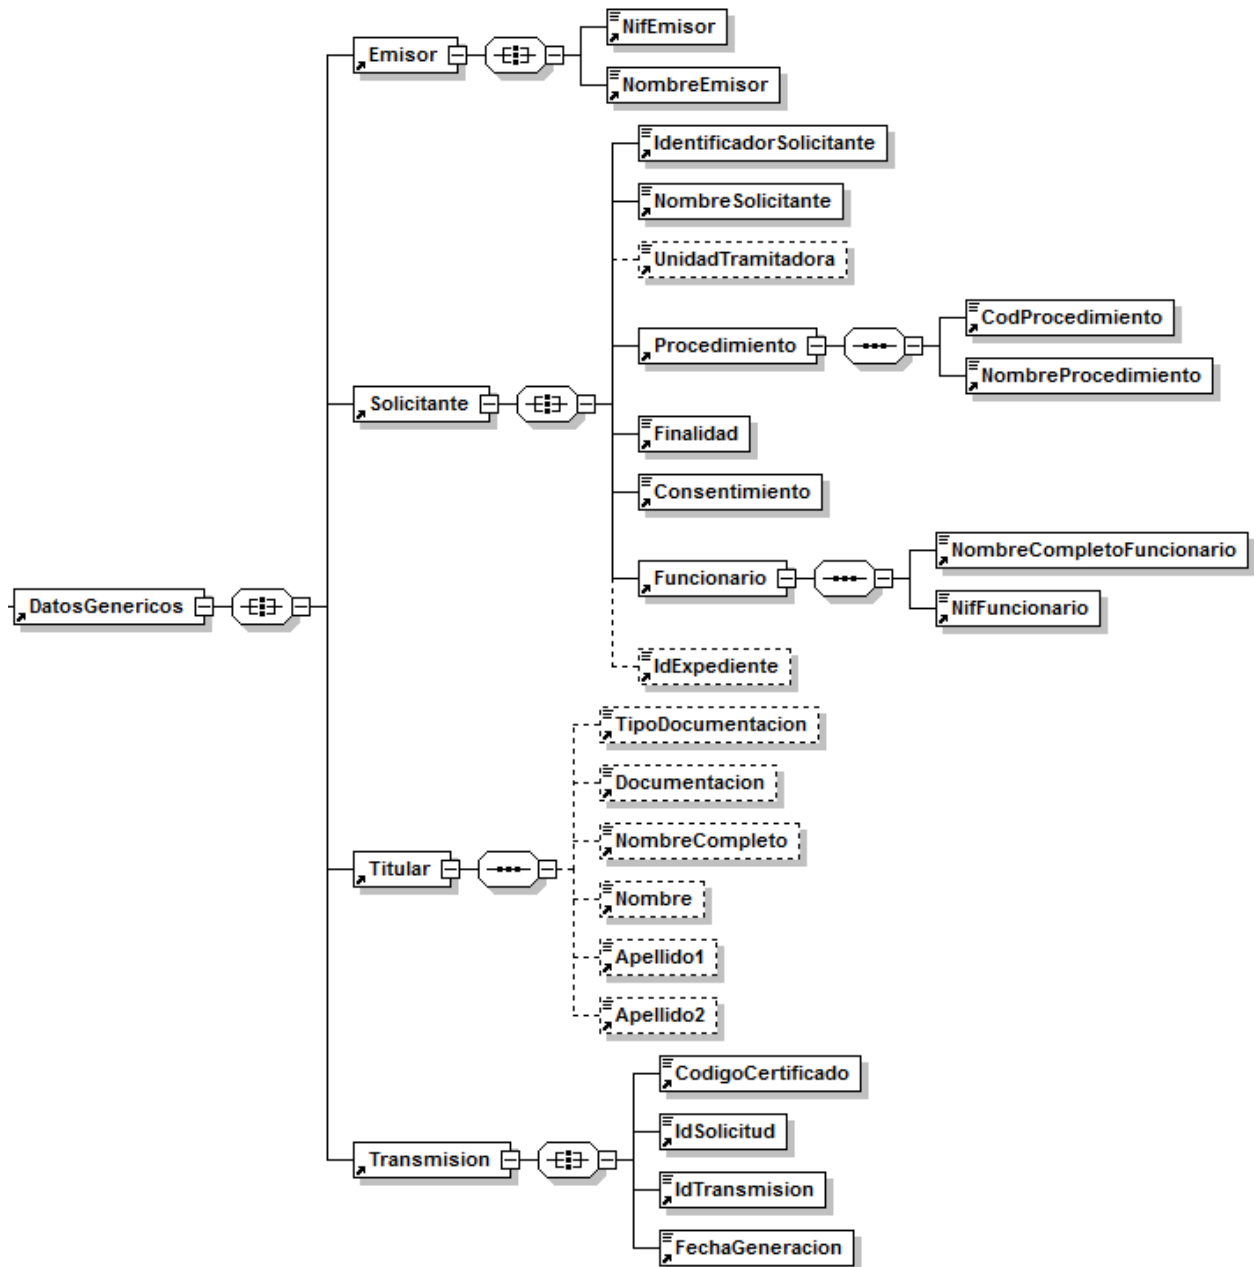 Emisor
NifEmisor
NombreEmisor
IdentificadorSolicitante
NombreSolicitante
UnidadTramitadora
Procedimiento
CodProcedimiento
NombreProcedimiento
Solicitante
Finalidad
Consentimiento
Funcionario
NombreCompletoFuncionario
NifFuncionario
DatosGenericos
IdExpediente
TipoDocumentacion
Documentacion
NombreCompleto
Titular
Nombre
Apellido1
Apellido2
CodigoCertificado
IdSolicitud
Transmision
IdTransmision
FechaGeneracion